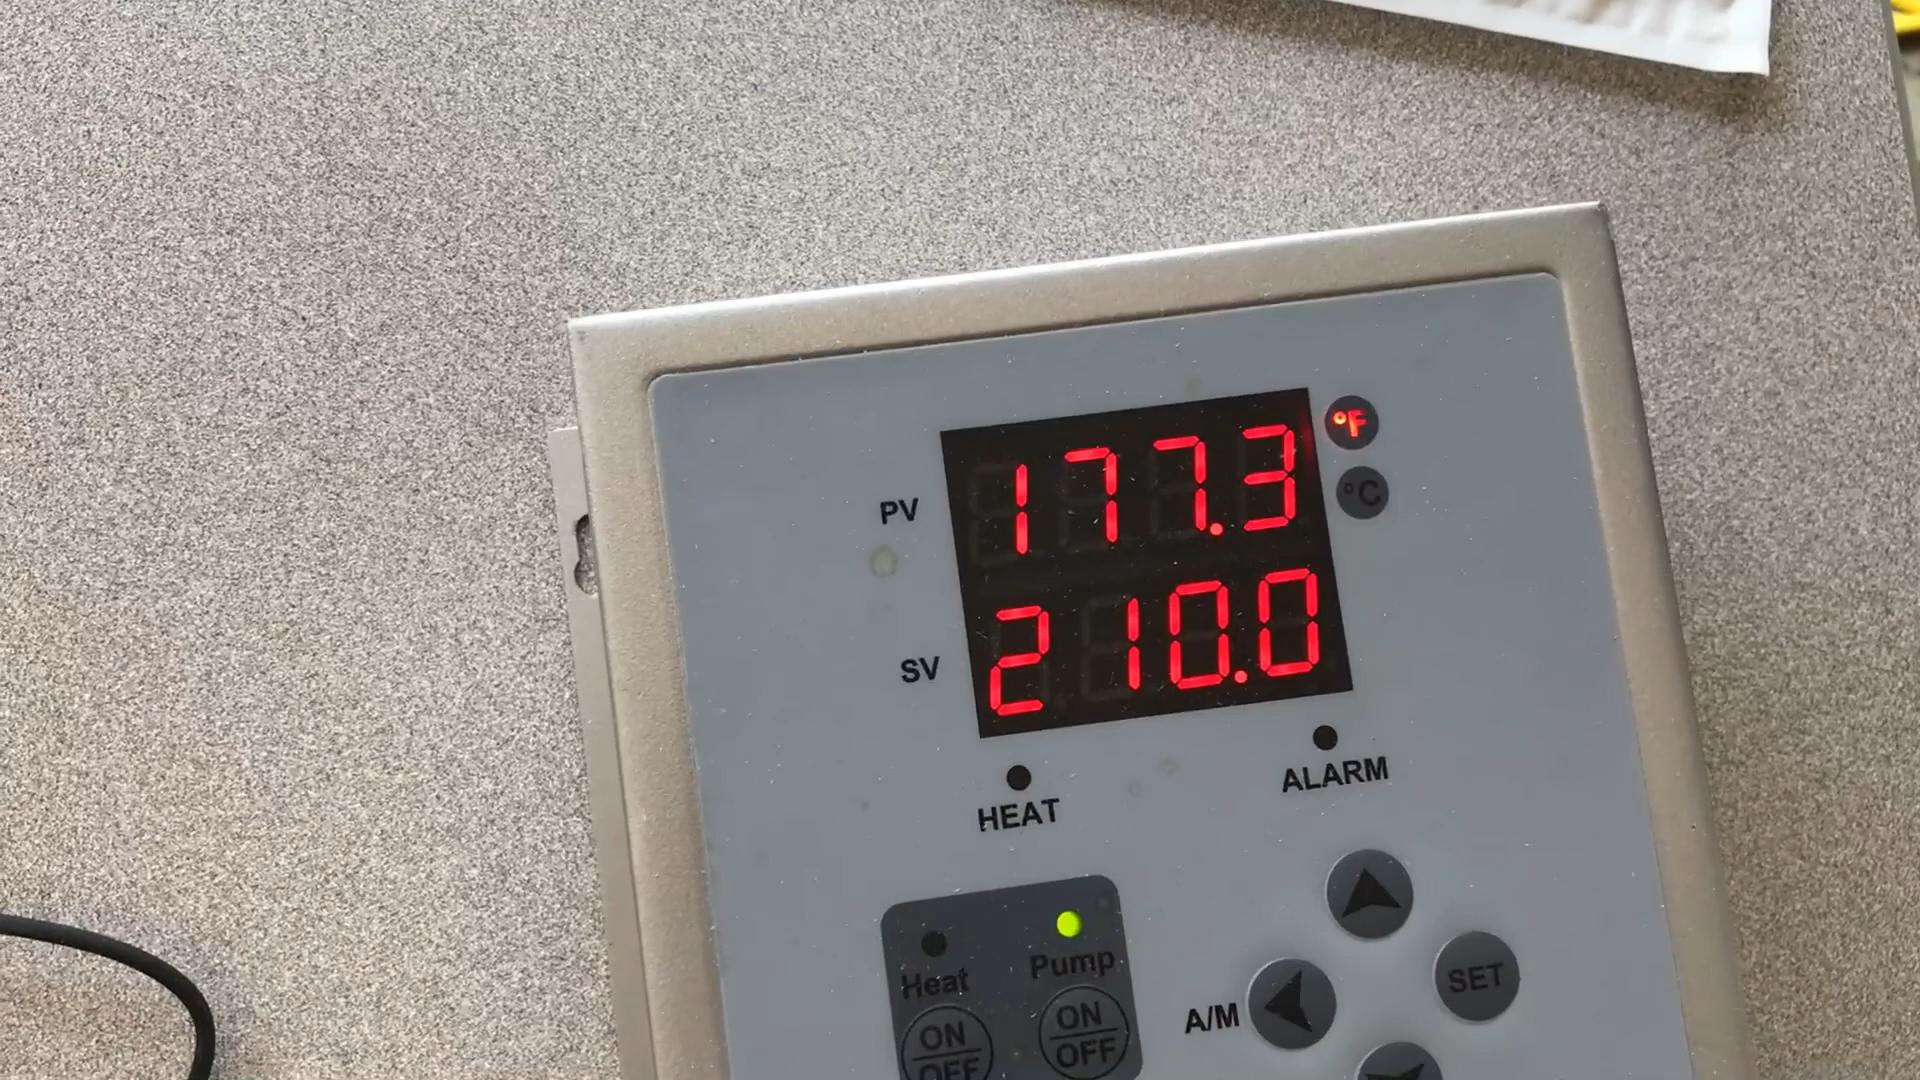 PV 177.3 °F
°C
SV 210.0
HEAT ALARM
Heat Pump
ON ON
OFF OFF
A/M SET